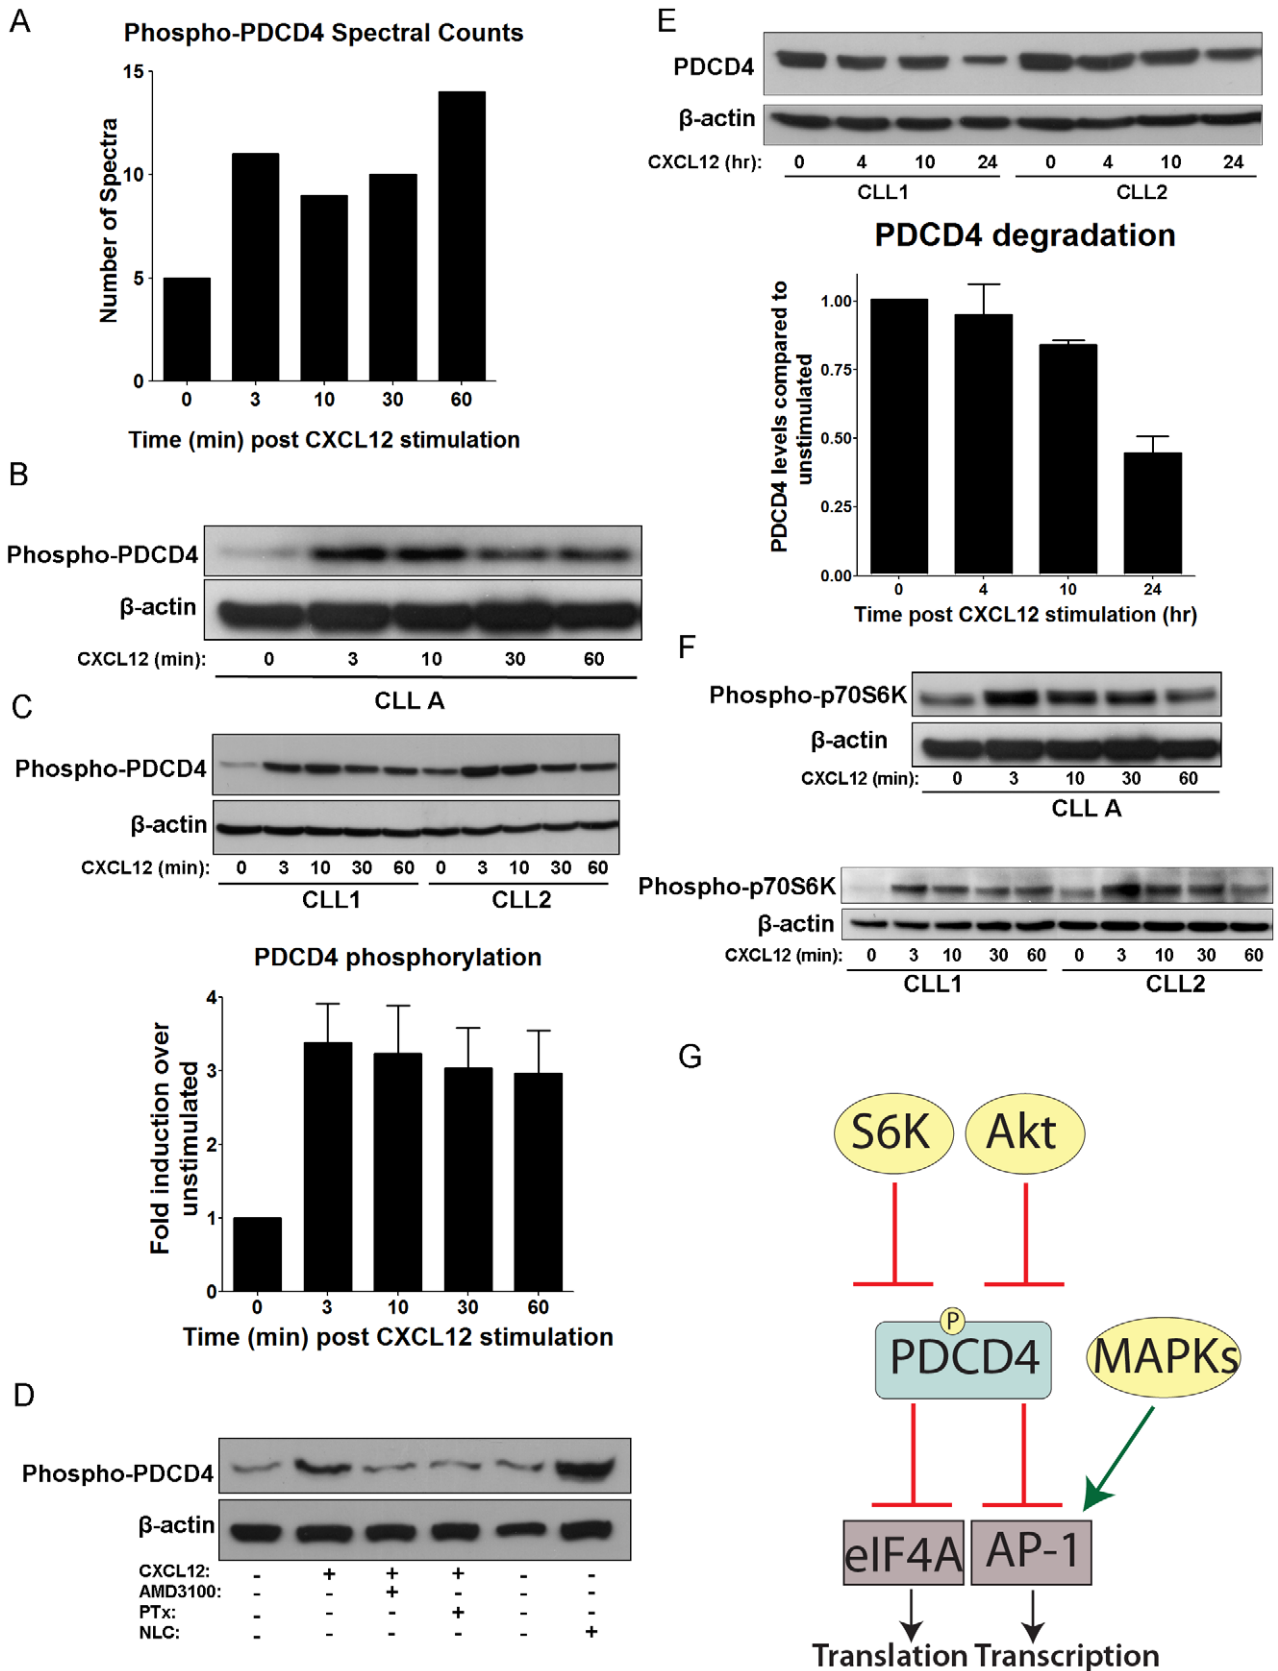 A
Phospho-PDCD4 Spectral Counts
Number of Spectra
15
10
5
0
0 3 10 30 60
Time (min) post CXCL12 stimulation
B
Phospho-PDCD4
β-actin
CXCL12 (min): 0 3 10 30 60
CLL A
C
Phospho-PDCD4
β-actin
CXCL12 (min): 0 3 10 30 60 0 3 10 30 60
CLL1 CLL2
PDCD4 phosphorylation
Fold induction over
unstimulated
4
3
2
1
0
0 3 10 30 60
Time (min) post CXCL12 stimulation
D
Phospho-PDCD4
β-actin
CXCL12: - + + + - -
AMD3100: - - + - - -
PTx: - - - + - -
NLC: - - - - - +
E
PDCD4
β-actin
CXCL12 (hr): 0 4 10 24 0 4 10 24
CLL1 CLL2
PDCD4 degradation
PDCD4 levels compared to
unstimulated
1.00
0.75
0.50
0.25
0.00
0 4 10 24
Time post CXCL12 stimulation (hr)
F
Phospho-p70S6K
β-actin
CXCL12 (min): 0 3 10 30 60
CLL A
Phospho-p70S6K
β-actin
CXCL12 (min): 0 3 10 30 60 0 3 10 30 60
CLL1 CLL2
G
S6K Akt
P
PDCD4 MAPKs
eIF4A AP-1
Translation Transcription